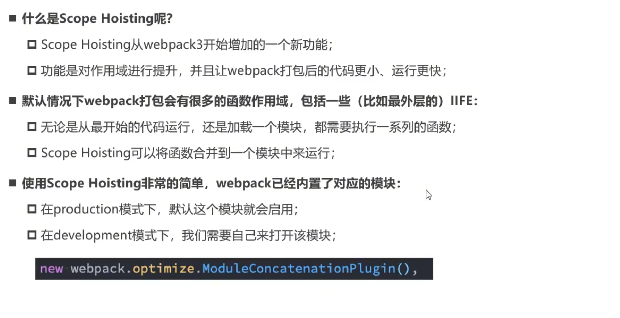 什么是Scope Hoisting呢？
Scope Hoisting从webpack3开始增加的一个新功能；
功能是对作用域进行提升，并且让webpack打包后的代码更小、运行更快；
默认情况下webpack打包会有很多的函数作用域，包括一些（比如最外层的）IIFE：
无论是从最开始的代码运行，还是加载一个模块，都需要执行一系列的函数；
Scope Hoisting可以将函数合并到一个模块中来运行；
使用Scope Hoisting非常的简单，webpack已经内置了对应的模块：
在production模式下，默认这个模块就会启用；
在development模式下，我们需要自己来打开该模块；
new webpack.optimize.ModuleConcatenationPlugin(),